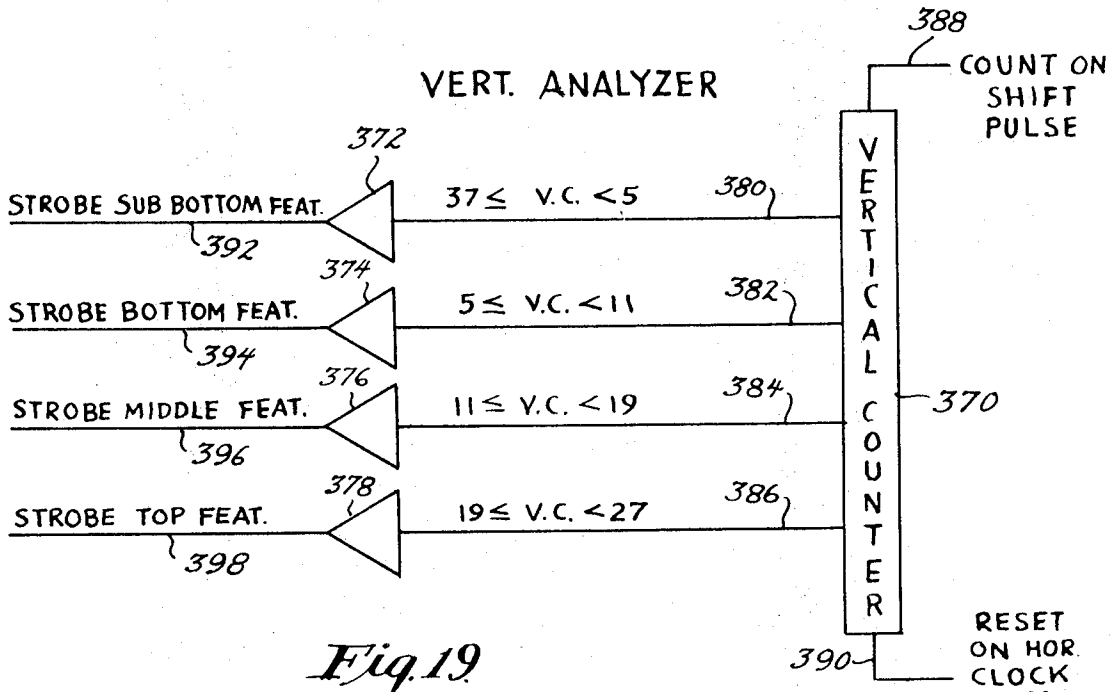 388
COUNT ON
SHIFT
PULSE
VERT. ANALYZER
372
STROBE SUB BOTTOM FEAT.
37 ≤ V.C. < 5
380
392
374
STROBE BOTTOM FEAT.
5 ≤ V.C. < 11
382
394
376
STROBE MIDDLE FEAT.
11 ≤ V.C. < 19
384
396
378
STROBE TOP FEAT.
19 ≤ V.C. < 27
386
398
VERTICAL COUNTER
370
Fig.19.
390
RESET
ON HOR.
CLOCK